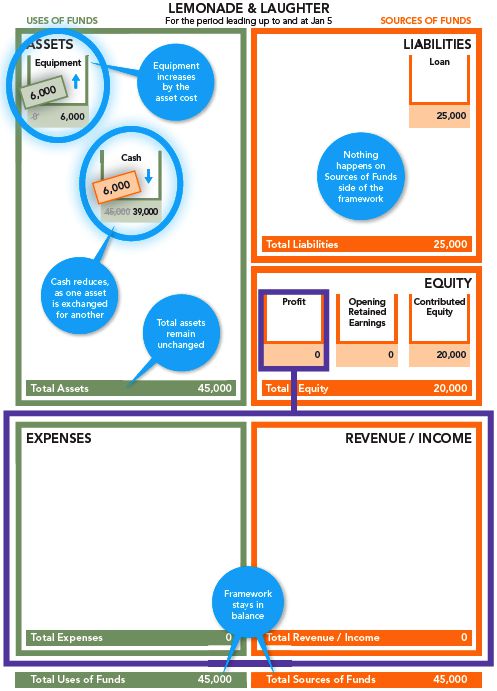 LEMONADE & LAUGHTER
USES OF FUNDS
For the period leading up to and at Jan 5
SOURCES OF FUNDS
ASSETS
Equipment
6,000
6,000
Equipment
increases
by the
asset cost
Cash
6,000
45,000 39,000
Cash reduces,
as one asset
is exchanged
for another
Total assets
remain
unchanged
Total Assets 45,000
LIABILITIES
Loan
25,000
Nothing
happens on
Sources of Funds
side of the
framework
Total Liabilities 25,000
EQUITY
Profit
0
Opening
Retained
Earnings
0
Contributed
Equity
20,000
Total Equity 20,000
EXPENSES
Total Expenses 0
REVENUE / INCOME
Total Revenue / Income 0
Framework
stays in
balance
Total Uses of Funds 45,000
Total Sources of Funds 45,000